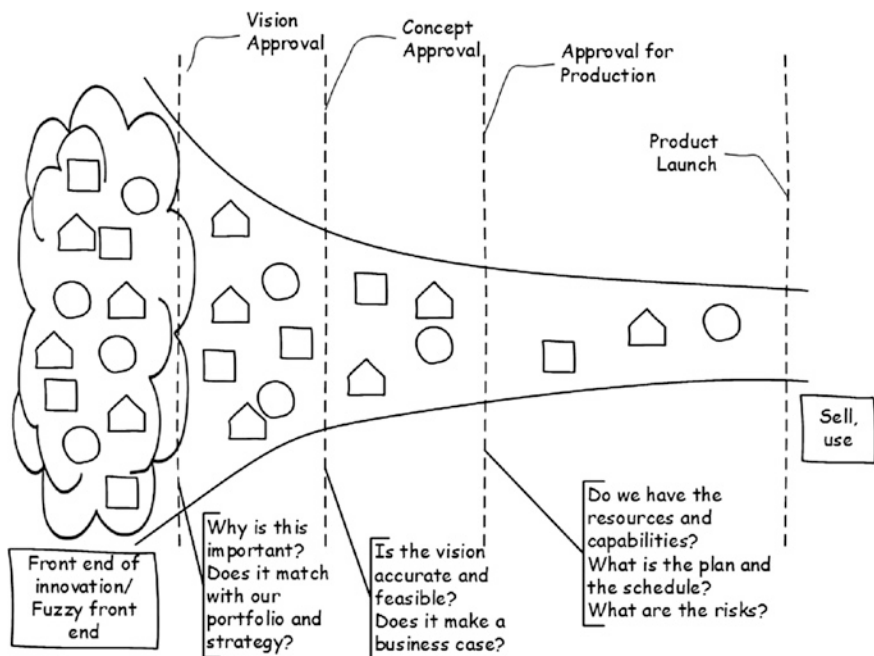 Vision
Approval
Concept
Approval
Approval for
Production
Product
Launch
Sell,
use
Front end of
innovation/
Fuzzy front
end
Why is this
important?
Does it match
with our
portfolio and
strategy?
Is the vision
accurate and
feasible?
Does it make a
business case?
Do we have the
resources and
capabilities?
What is the plan and
the schedule?
What are the risks?